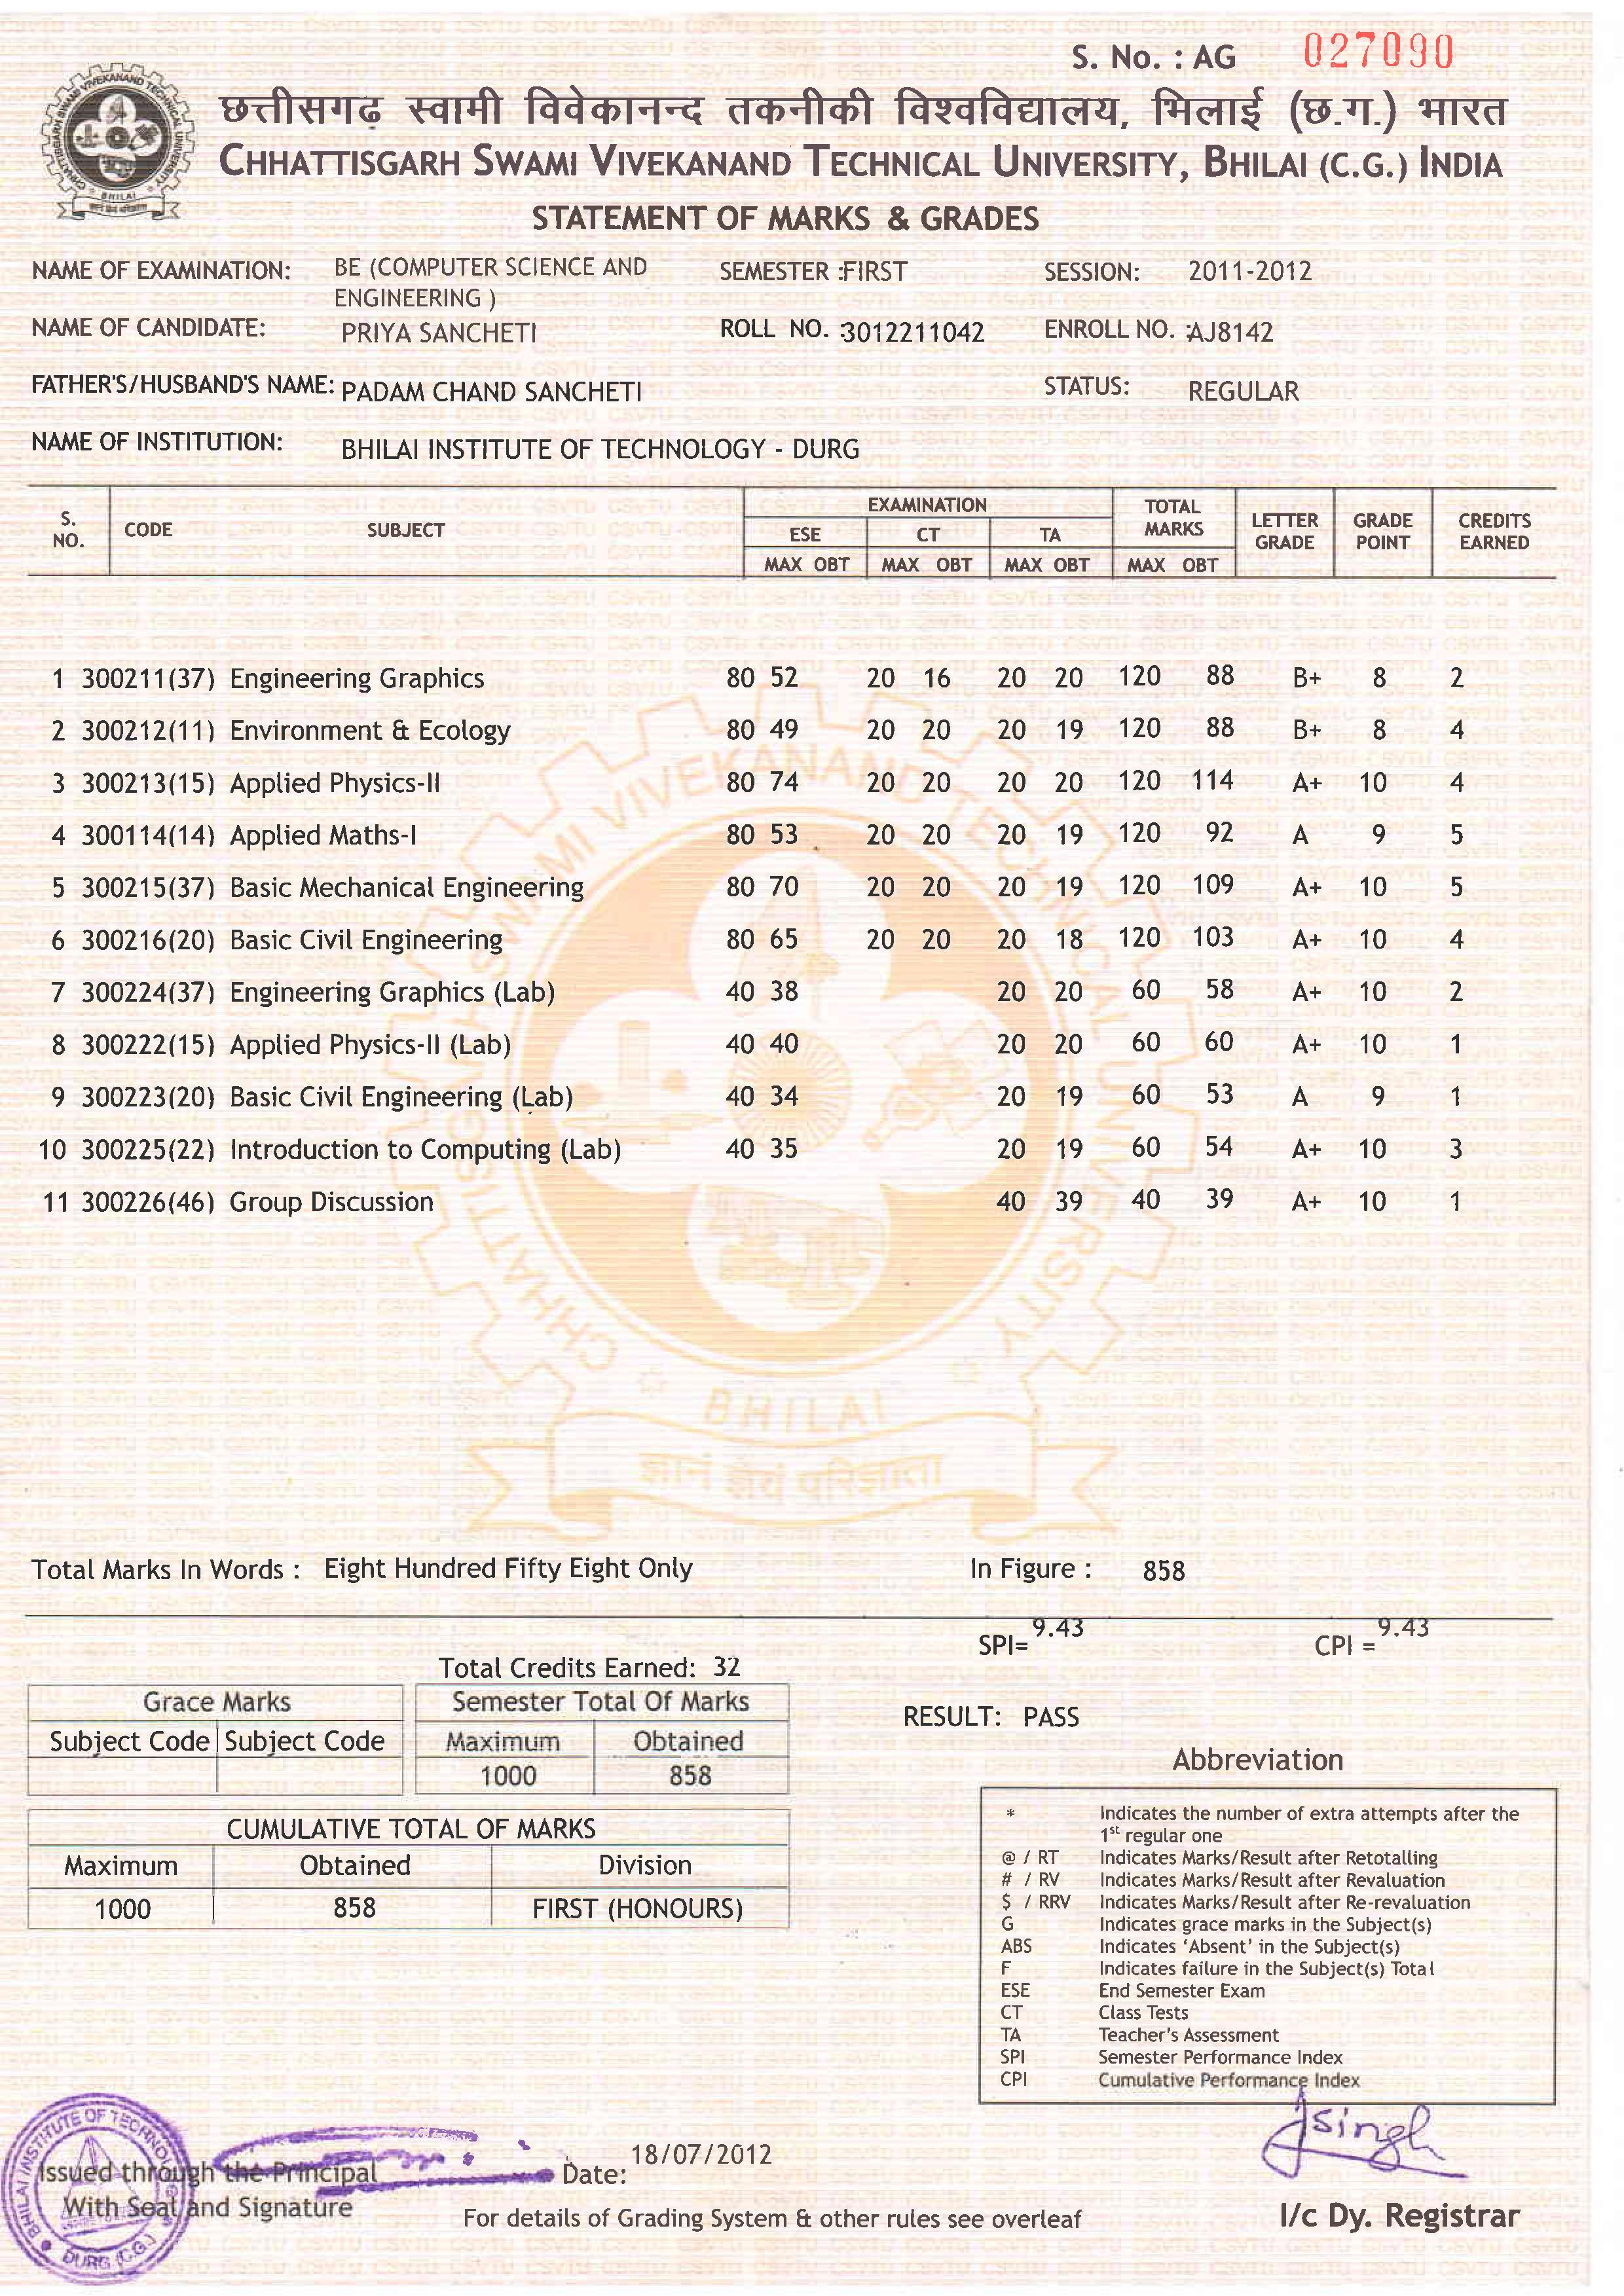 S. No. : AG 027090
छत्तीसगढ़ स्वामी विवेकानन्द तकनीकी विश्वविद्यालय, भिलाई (छ.ग.) भारत
CHHATTISGARH SWAMI VIVEKANAND TECHNICAL UNIVERSITY, BHILAI (C.G.) INDIA
STATEMENT OF MARKS & GRADES
NAME OF EXAMINATION: BE (COMPUTER SCIENCE AND ENGINEERING ) SEMESTER :FIRST SESSION: 2011-2012
NAME OF CANDIDATE: PRIYA SANCHETI ROLL NO. :3012211042 ENROLL NO. :AJ8142
FATHER'S/HUSBAND'S NAME: PADAM CHAND SANCHETI STATUS: REGULAR
NAME OF INSTITUTION: BHILAI INSTITUTE OF TECHNOLOGY - DURG
S. NO. CODE SUBJECT EXAMINATION TOTAL MARKS LETTER GRADE GRADE POINT CREDITS EARNED
ESE CT TA
MAX OBT MAX OBT MAX OBT MAX OBT
1 300211(37) Engineering Graphics 80 52 20 16 20 20 120 88 B+ 8 2
2 300212(11) Environment & Ecology 80 49 20 20 20 19 120 88 B+ 8 4
3 300213(15) Applied Physics-II 80 74 20 20 20 20 120 114 A+ 10 4
4 300114(14) Applied Maths-I 80 53 20 20 20 19 120 92 A 9 5
5 300215(37) Basic Mechanical Engineering 80 70 20 20 20 19 120 109 A+ 10 5
6 300216(20) Basic Civil Engineering 80 65 20 20 20 18 120 103 A+ 10 4
7 300224(37) Engineering Graphics (Lab) 40 38 20 20 60 58 A+ 10 2
8 300222(15) Applied Physics-II (Lab) 40 40 20 20 60 60 A+ 10 1
9 300223(20) Basic Civil Engineering (Lab) 40 34 20 19 60 53 A 9 1
10 300225(22) Introduction to Computing (Lab) 40 35 20 19 60 54 A+ 10 3
11 300226(46) Group Discussion 40 39 40 39 A+ 10 1
CHHATTISGARH SWAMI VIVEKANAND TECHNICAL UNIVERSITY
BHILAI
ज्ञानं ज्ञेयं परिज्ञाता
Total Marks In Words : Eight Hundred Fifty Eight Only In Figure : 858
SPI= 9.43 CPI = 9.43
Total Credits Earned: 32
Grace Marks Semester Total Of Marks
RESULT: PASS
Subject Code Subject Code Maximum Obtained
1000 858
CUMULATIVE TOTAL OF MARKS
Maximum Obtained Division
1000 858 FIRST (HONOURS)
Abbreviation
* Indicates the number of extra attempts after the
1st regular one
@ / RT Indicates Marks/Result after Retotalling
# / RV Indicates Marks/Result after Revaluation
$ / RRV Indicates Marks/Result after Re-revaluation
G Indicates grace marks in the Subject(s)
ABS Indicates 'Absent' in the Subject(s)
F Indicates failure in the Subject(s) Total
ESE End Semester Exam
CT Class Tests
TA Teacher's Assessment
SPI Semester Performance Index
CPI Cumulative Performance Index
BHILAI INSTITUTE OF TECHNOLOGY
DURG (C.G.)
Jsingh
Issued through the Principal
With Seal and Signature
Date: 18/07/2012
For details of Grading System & other rules see overleaf
I/c Dy. Registrar